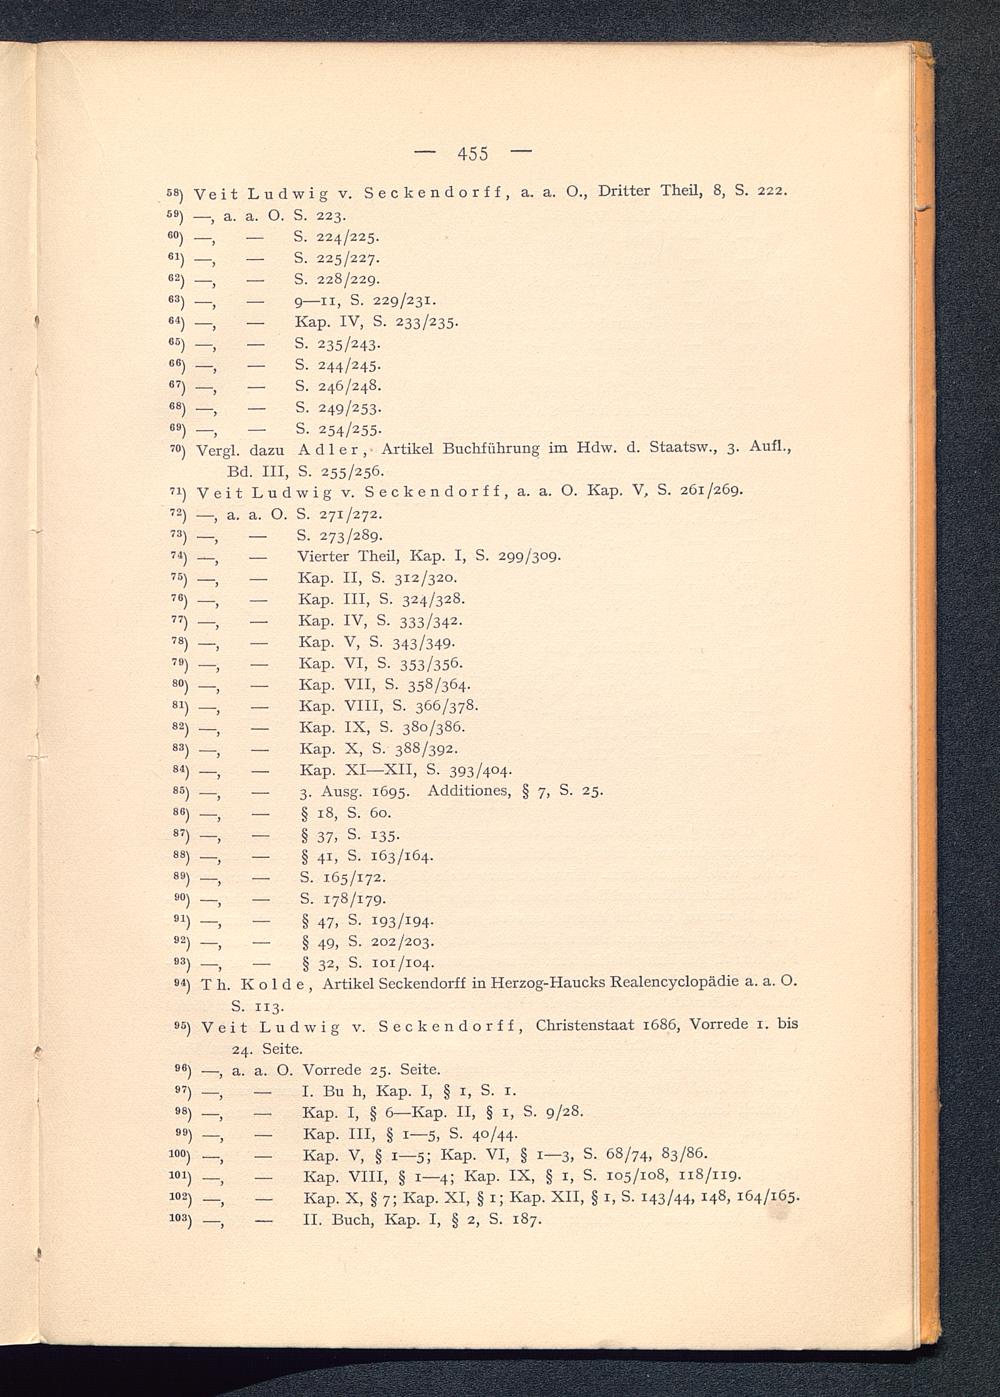 — 455 —
58) Veit Ludwig v. Seckendorff, a. a. O., Dritter Theil, 8, S. 222.
59) —, a. a. O. S. 223.
60) —, — S. 224/225.
61) —, — S. 225/227.
62) —, — S. 228/229.
63) —, — 9—11, S. 229/231.
64) —, — Kap. IV, S. 233/235.
65) —, — S. 235/243.
66) —, — S. 244/245.
67) —, — S. 246/248.
68) —, — S. 249/253.
69) —, — S. 254/255.
70) Vergl. dazu Adler, Artikel Buchführung im Hdw. d. Staatsw., 3. Aufl.,
Bd. III, S. 255/256.
71) Veit Ludwig v. Seckendorff, a. a. O. Kap. V, S. 261/269.
72) —, a. a. O. S. 271/272.
73) —, — S. 273/289.
74) —, — Vierter Theil, Kap. I, S. 299/309.
75) —, — Kap. II, S. 312/320.
76) —, — Kap. III, S. 324/328.
77) —, — Kap. IV, S. 333/342.
78) —, — Kap. V, S. 343/349.
79) —, — Kap. VI, S. 353/356.
80) —, — Kap. VII, S. 358/364.
81) —, — Kap. VIII, S. 366/378.
82) —, — Kap. IX, S. 380/386.
83) —, — Kap. X, S. 388/392.
84) —, — Kap. XI—XII, S. 393/404.
85) —, — 3. Ausg. 1695. Additiones, § 7, S. 25.
86) —, — § 18, S. 60.
87) —, — § 37, S. 135.
88) —, — § 41, S. 163/164.
89) —, — S. 165/172.
90) —, — S. 178/179.
91) —, — § 47, S. 193/194.
92) —, — § 49, S. 202/203.
93) —, — § 32, S. 101/104.
94) Th. Kolde, Artikel Seckendorff in Herzog-Haucks Realencyclopädie a. a. O.
S. 113.
95) Veit Ludwig v. Seckendorff, Christenstaat 1686, Vorrede 1. bis
24. Seite.
96) —, a. a. O. Vorrede 25. Seite.
97) —, — I. Bu h, Kap. I, § 1, S. 1.
98) —, — Kap. I, § 6—Kap. II, § 1, S. 9/28.
99) —, — Kap. III, § 1—5, S. 40/44.
100) —, — Kap. V, § 1—5; Kap. VI, § 1—3, S. 68/74, 83/86.
101) —, — Kap. VIII, § 1—4; Kap. IX, § 1, S. 105/108, 118/119.
102) —, — Kap. X, § 7; Kap. XI, § 1; Kap. XII, § 1, S. 143/44, 148, 164/165.
103) —, — II. Buch, Kap. I, § 2, S. 187.